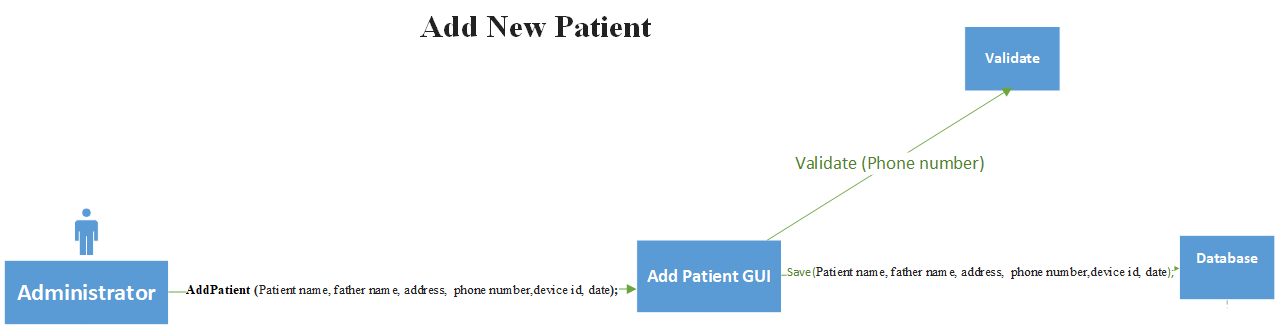 Add New Patient
Validate
Validate (Phone number)
Administrator
AddPatient (Patient name, father name, address, phone number,device id, date);
Add Patient GUI
Save(Patient name, father name, address, phone number,device id, date);
Database